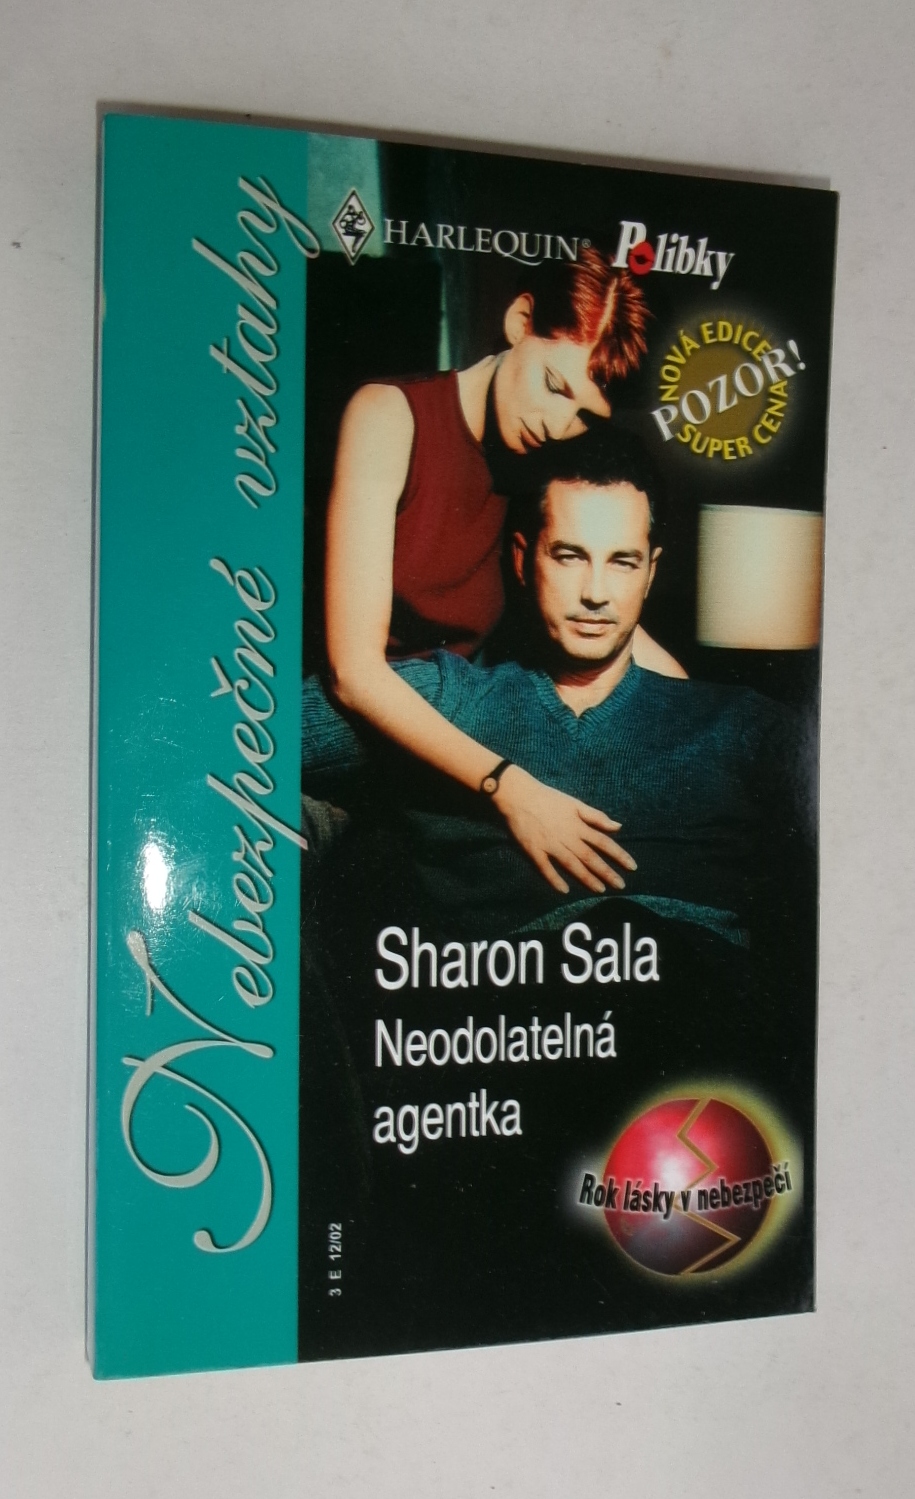 Nebezpečné vztahy
HARLEQUIN®
Polibky
NOVÁ EDICE
POZOR!
SUPER CENA
Sharon Sala
Neodolatelná
agentka
Rok lásky v nebezpečí
3 E 12/02